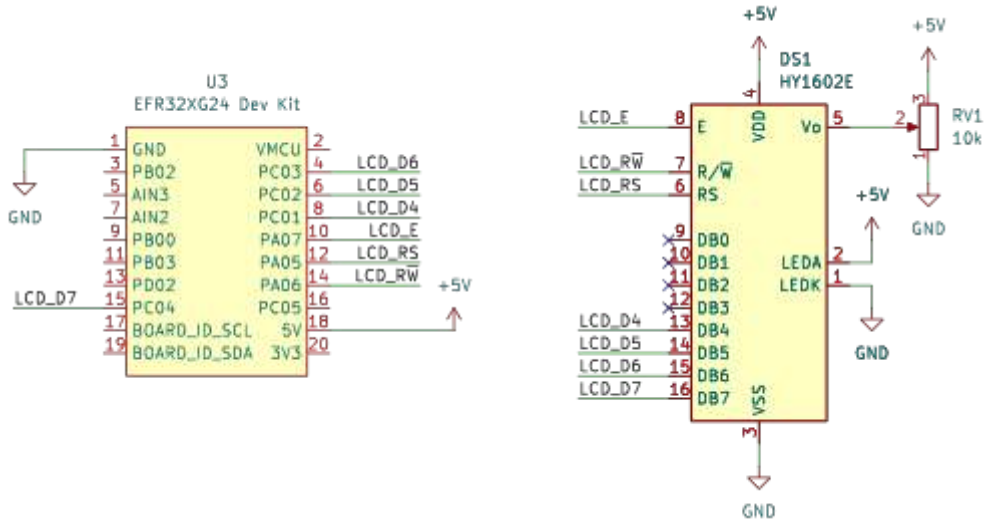 U3
EFR32XG24 Dev Kit
1 GND VMCU 2
3 PB02 PC03 4 LCD_D6
5 AIN3 PC02 6 LCD_D5
7 AIN2 PC01 8 LCD_D4
9 PB00 PA07 10 LCD_E
11 PB03 PA05 12 LCD_RS
13 PD02 PA06 14 LCD_RW̅
LCD_D7 15 PC04 PC05 16
17 BOARD_ID_SCL 5V 18
19 BOARD_ID_SDA 3V3 20
GND
+5V
+5V
DS1
HY1602E
4 VDD
LCD_E 8 E Vo 5
LCD_RW̅ 7 R/W̅
LCD_RS 6 RS
9 DB0
10 DB1 LEDA 2
11 DB2 LEDK 1
12 DB3
LCD_D4 13 DB4
LCD_D5 14 DB5
LCD_D6 15 DB6
LCD_D7 16 DB7
VSS 3
GND
+5V
3
2
1
RV1
10k
GND
+5V
GND